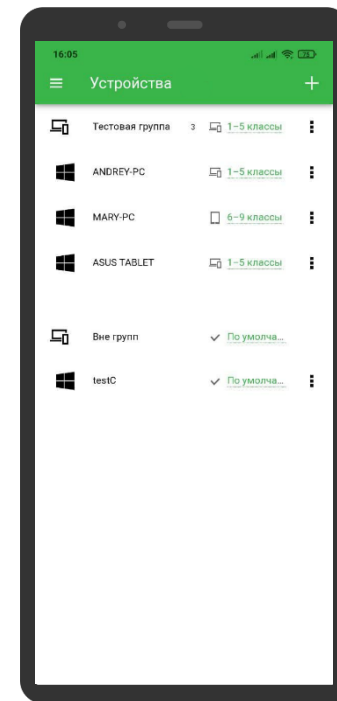 16:05
Устройства
Тестовая группа 3 1–5 классы
ANDREY-PC 1–5 классы
MARY-PC 6–9 классы
ASUS TABLET 1–5 классы
Вне групп По умолча...
testC По умолча...